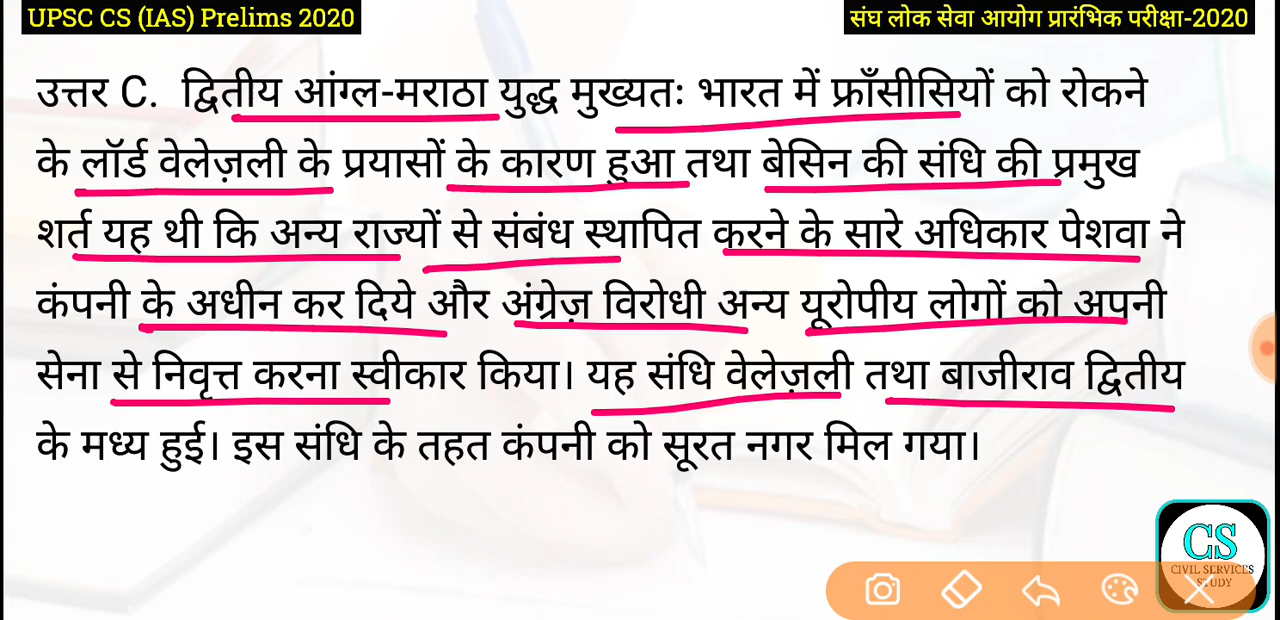 UPSC CS (IAS) Prelims 2020
संघ लोक सेवा आयोग प्रारंभिक परीक्षा-2020
उत्तर C. द्वितीय आंग्ल-मराठा युद्ध मुख्यतः भारत में फ्राँसीसियों को रोकने
के लॉर्ड वेलेज़ली के प्रयासों के कारण हुआ तथा बेसिन की संधि की प्रमुख
शर्त यह थी कि अन्य राज्यों से संबंध स्थापित करने के सारे अधिकार पेशवा ने
कंपनी के अधीन कर दिये और अंग्रेज़ विरोधी अन्य यूरोपीय लोगों को अपनी
सेना से निवृत्त करना स्वीकार किया। यह संधि वेलेज़ली तथा बाजीराव द्वितीय
के मध्य हुई। इस संधि के तहत कंपनी को सूरत नगर मिल गया।
CS
CIVIL SERVICES
STUDY